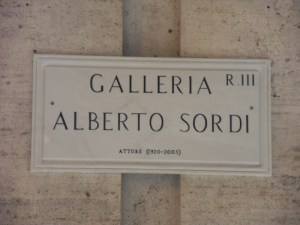 GALLERIA R.III
ALBERTO SORDI
ATTORE (1920-2003)